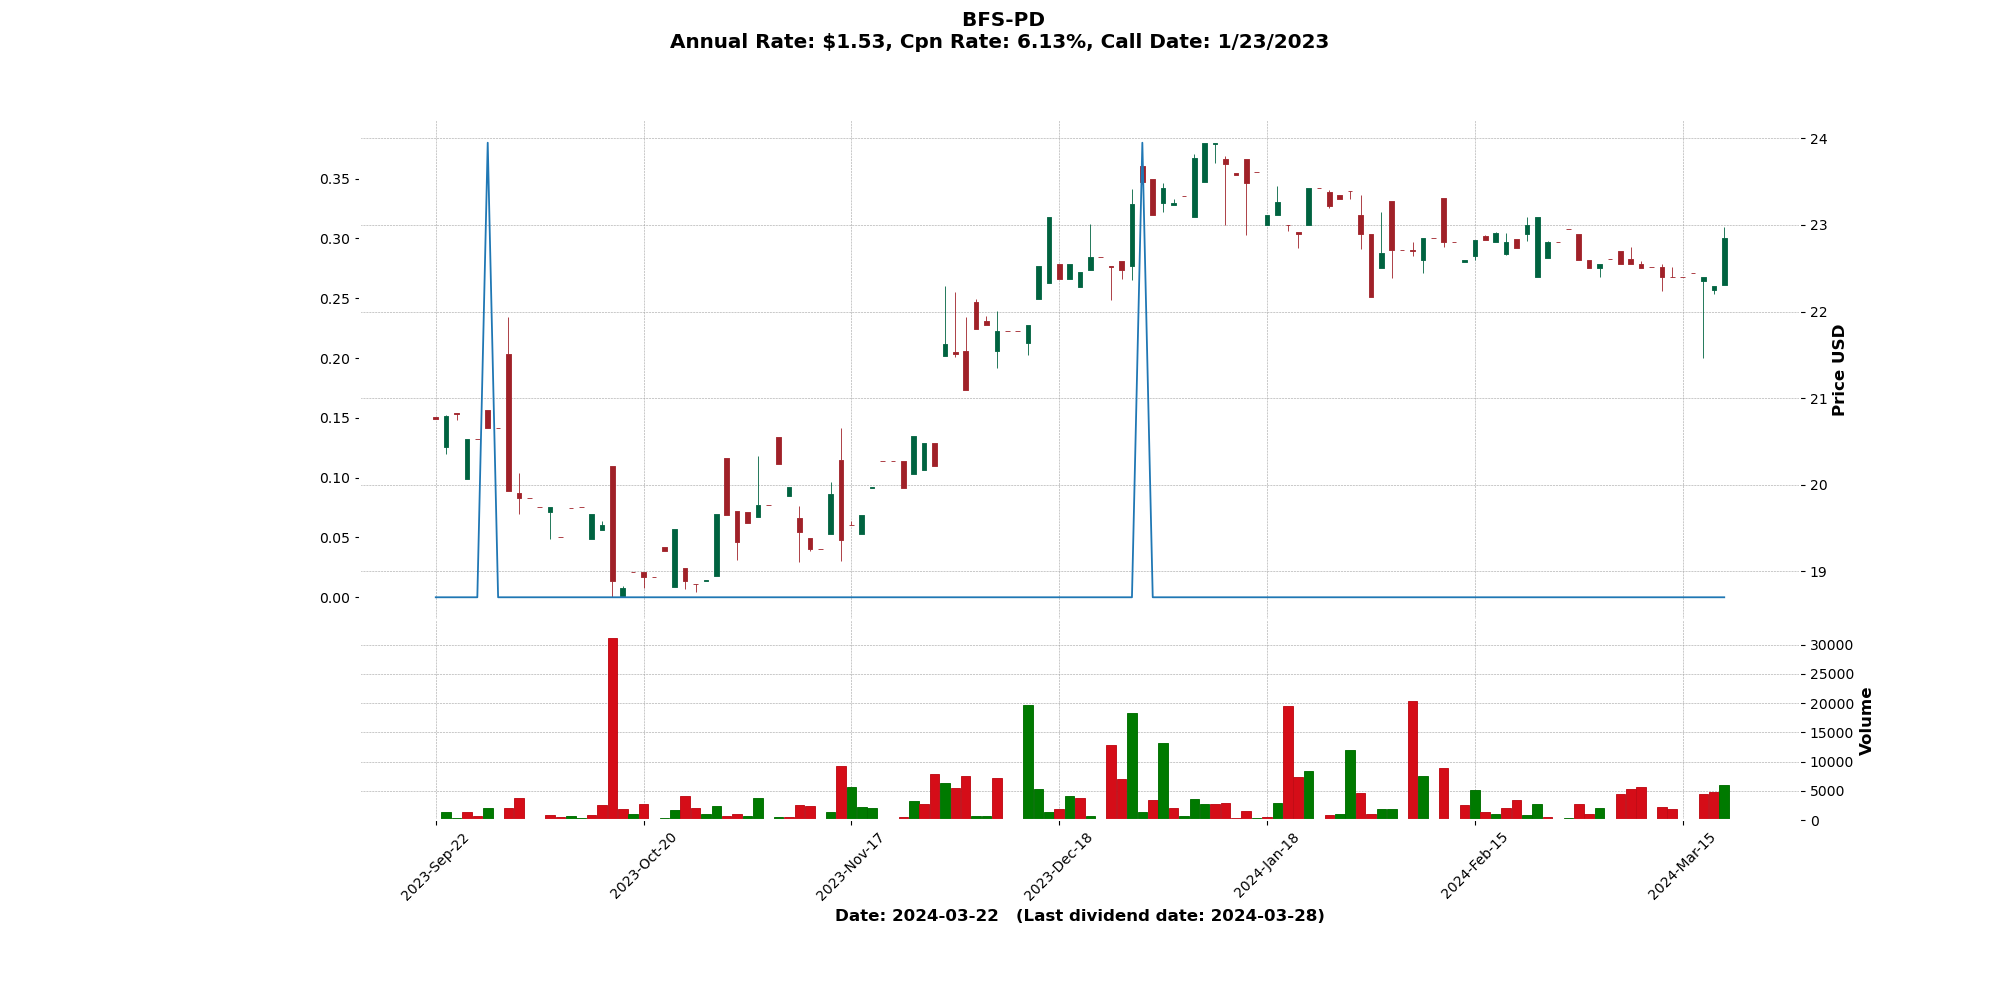 BFS-PD
Annual Rate: $1.53, Cpn Rate: 6.13%, Call Date: 1/23/2023
0.35
0.30
0.25
0.20
0.15
0.10
0.05
0.00
24
23
22
21
20
19
Price USD
30000
25000
20000
15000
10000
5000
0
Volume
2023-Sep-22
2023-Oct-20
2023-Nov-17
2023-Dec-18
2024-Jan-18
2024-Feb-15
2024-Mar-15
Date: 2024-03-22 (Last dividend date: 2024-03-28)